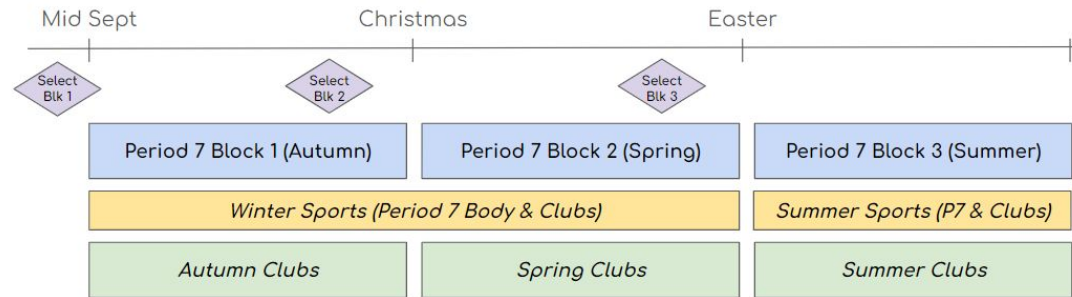 Mid Sept
Christmas
Easter
Select
Blk 1
Select
Blk 2
Select
Blk 3
Period 7 Block 1 (Autumn)
Period 7 Block 2 (Spring)
Period 7 Block 3 (Summer)
Winter Sports (Period 7 Body & Clubs)
Summer Sports (P7 & Clubs)
Autumn Clubs
Spring Clubs
Summer Clubs